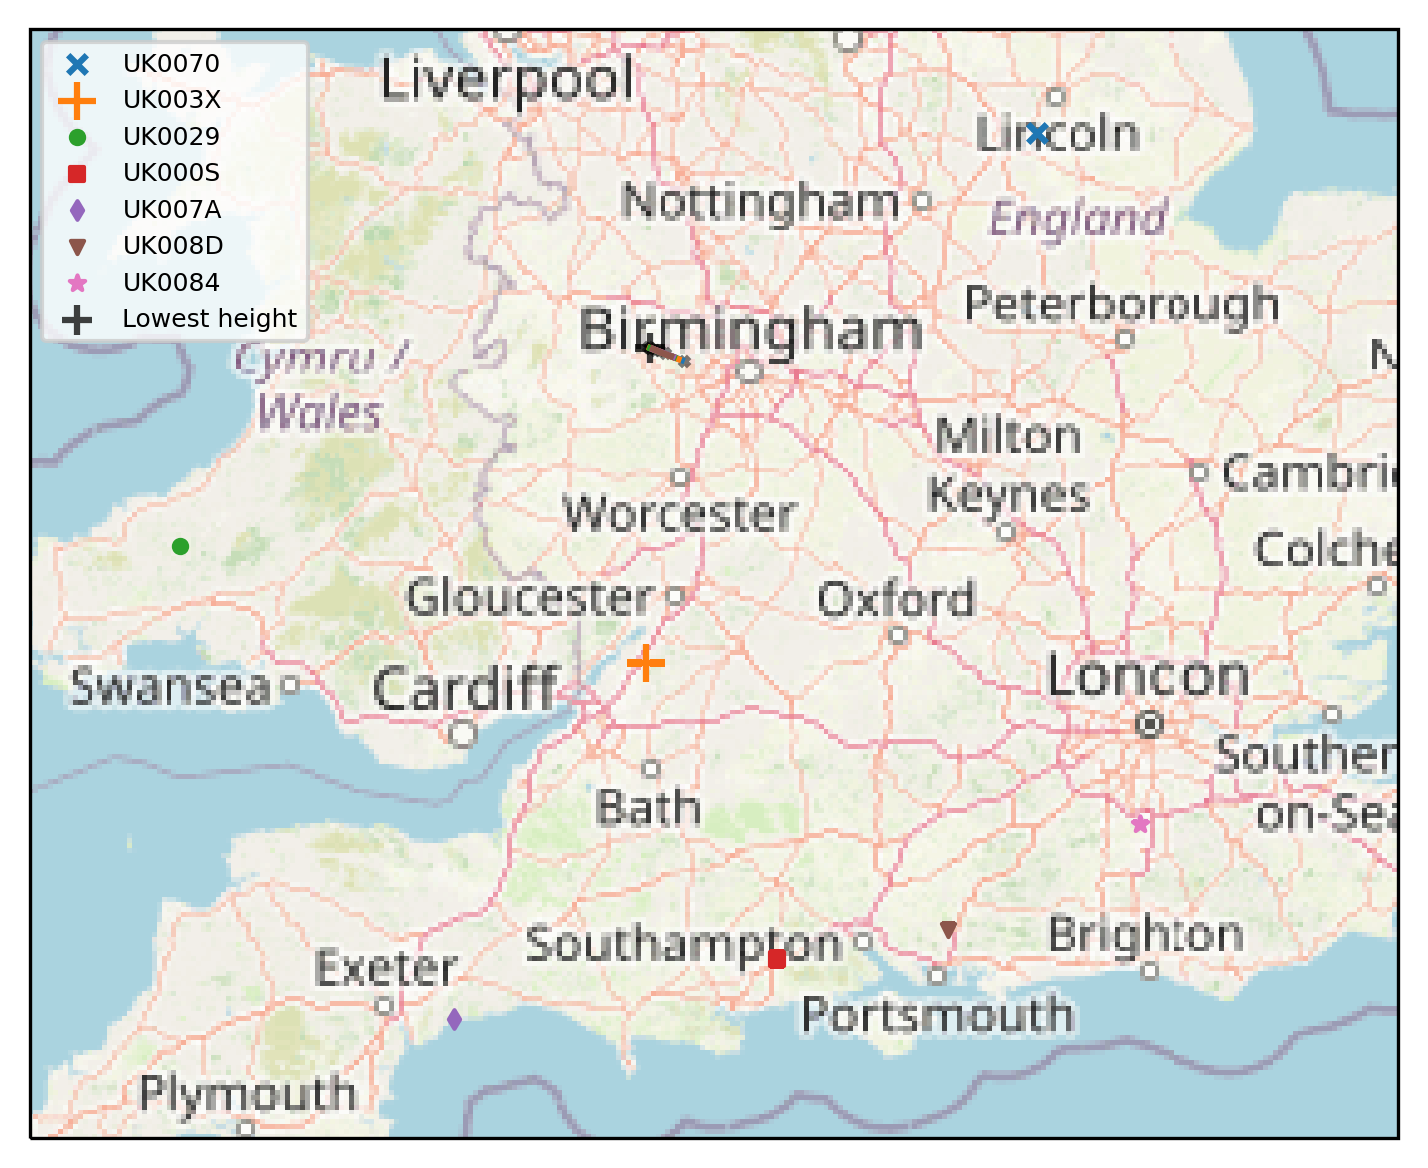 UK0070
UK003X
UK0029
UK000S
UK007A
UK008D
UK0084
Lowest height
Liverpool
Lincoln
Nottingham
England
Peterborough
Birmingham
N
Cymru /
Wales
Milton
Keynes
Cambri
Worcester
Colche
Gloucester
Oxford
Swansea
Cardiff
Loncon
Souther
on-Sea
Bath
Southampton
Brighton
Exeter
Portsmouth
Plymouth